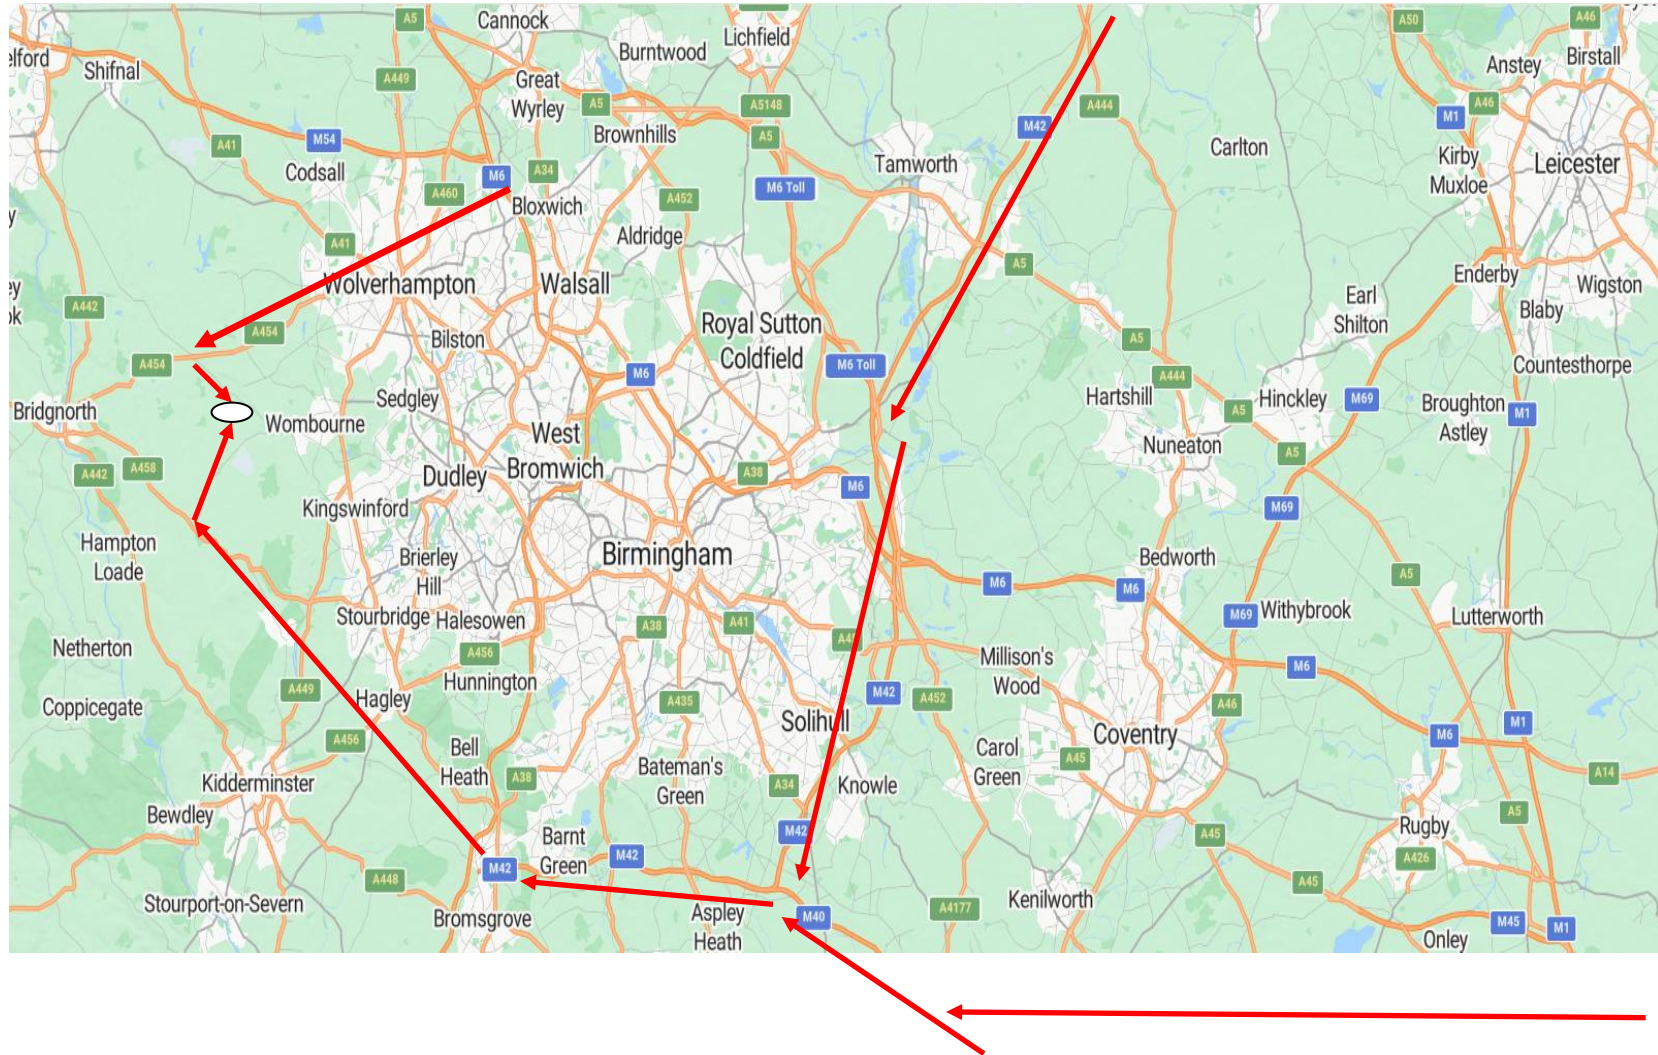 A5
Cannock
Lichfield
A50
A46
elford
Shifnal
A449
Burntwood
Anstey
Birstall
Great
Wyrley
A5
A5148
A444
A46
M1
M54
A41
Brownhills
A5
M42
Carlton
Kirby
Muxloe
Leicester
Codsall
M6
A34
Tamworth
A460
Bloxwich
A452
M6 Toll
A41
Aldridge
A5
Enderby
Wigston
Wolverhampton
Walsall
Earl
Shilton
Blaby
A442
A454
Bilston
Royal Sutton
Coldfield
A5
A454
M6
M6 Toll
A444
Countesthorpe
Bridgnorth
Sedgley
Wombourne
Hartshill
A5
Hinckley
M69
Broughton
Astley
M1
West
Bromwich
Nuneaton
A5
A442
A458
Dudley
A38
M6
Kingswinford
M69
Hampton
Loade
Brierley
Hill
Birmingham
Bedworth
M6
M6
A5
Stourbridge
Halesowen
A38
A41
M69
Withybrook
Lutterworth
Netherton
A456
Hunnington
Millison's
Wood
M6
A449
Hagley
A435
M42
A452
A46
Coppicegate
Solihull
M1
A456
Bell
Heath
Coventry
M6
Carol
Green
A45
Kidderminster
A38
Bateman's
Green
A34
Knowle
A14
Bewdley
A5
Barnt
Green
M42
M42
A45
Rugby
A426
A448
M42
A45
Stourport-on-Severn
Bromsgrove
Aspley
Heath
M40
A4177
Kenilworth
M45
M1
Onley